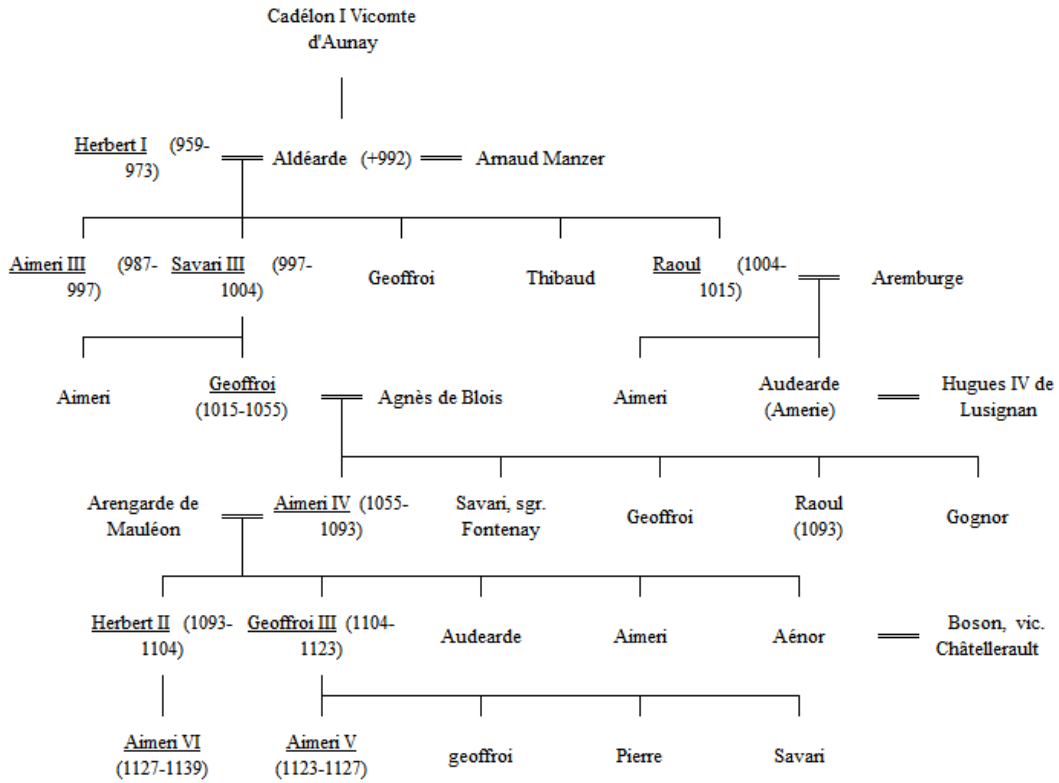 Cadélon I Vicomte
d'Aunay
Herbert I (959-
973)
Aldéarde (+992)
Arnaud Manzer
Aimeri III (987-
997)
Savari III (997-
1004)
Geoffroi
Thibaud
Raoul (1004-
1015)
Aremburge
Aimeri
Geoffroi
(1015-1055)
Agnès de Blois
Aimeri
Audearde
(Amerie)
Hugues IV de
Lusignan
Arengarde de
Mauléon
Aimeri IV (1055-
1093)
Savari, sgr.
Fontenay
Geoffroi
Raoul
(1093)
Gognor
Herbert II (1093-
1104)
Geoffroi III (1104-
1123)
Audearde
Aimeri
Aénor
Boson, vic.
Châtellerault
Aimeri VI
(1127-1139)
Aimeri V
(1123-1127)
geoffroi
Pierre
Savari